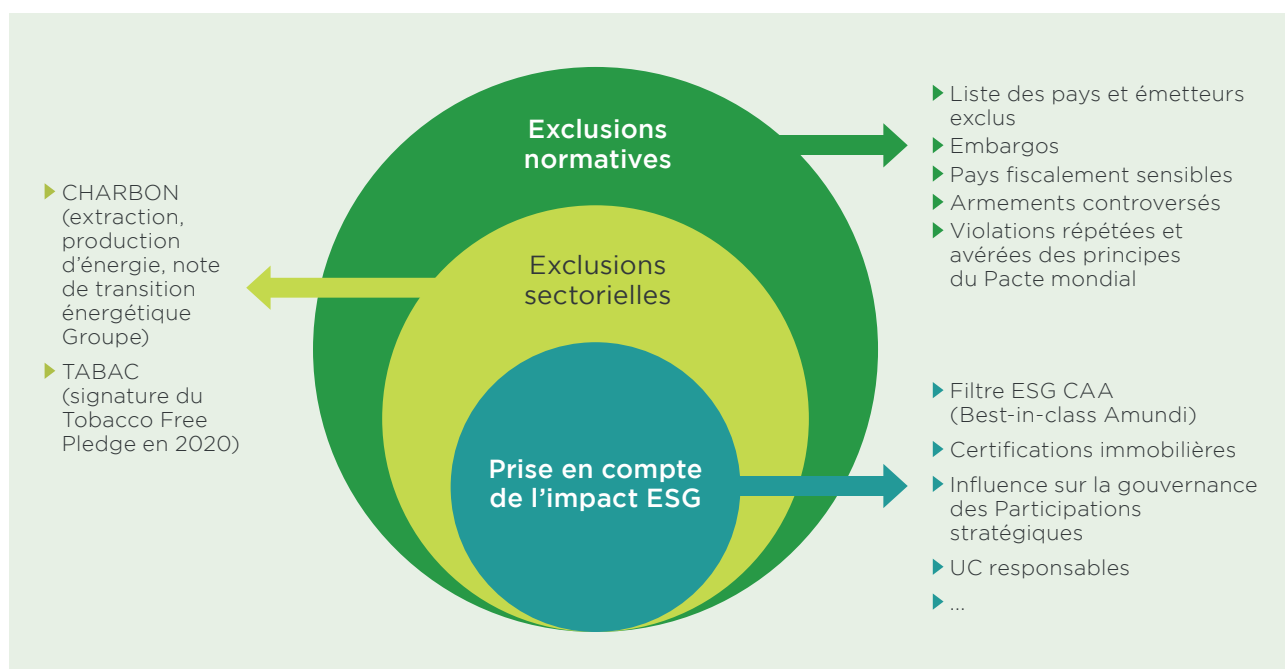 Exclusions
normatives
Liste des pays et émetteurs
exclus
Embargos
Pays fiscalement sensibles
Armements controversés
Violations répétées et
avérées des principes
du Pacte mondial
Exclusions
sectorielles
CHARBON
(extraction,
production
d’énergie, note
de transition
énergétique
Groupe)
TABAC
(signature du
Tobacco Free
Pledge en 2020)
Prise en compte
de l’impact ESG
Filtre ESG CAA
(Best-in-class Amundi)
Certifications immobilières
Influence sur la gouvernance
des Participations
stratégiques
UC responsables
...